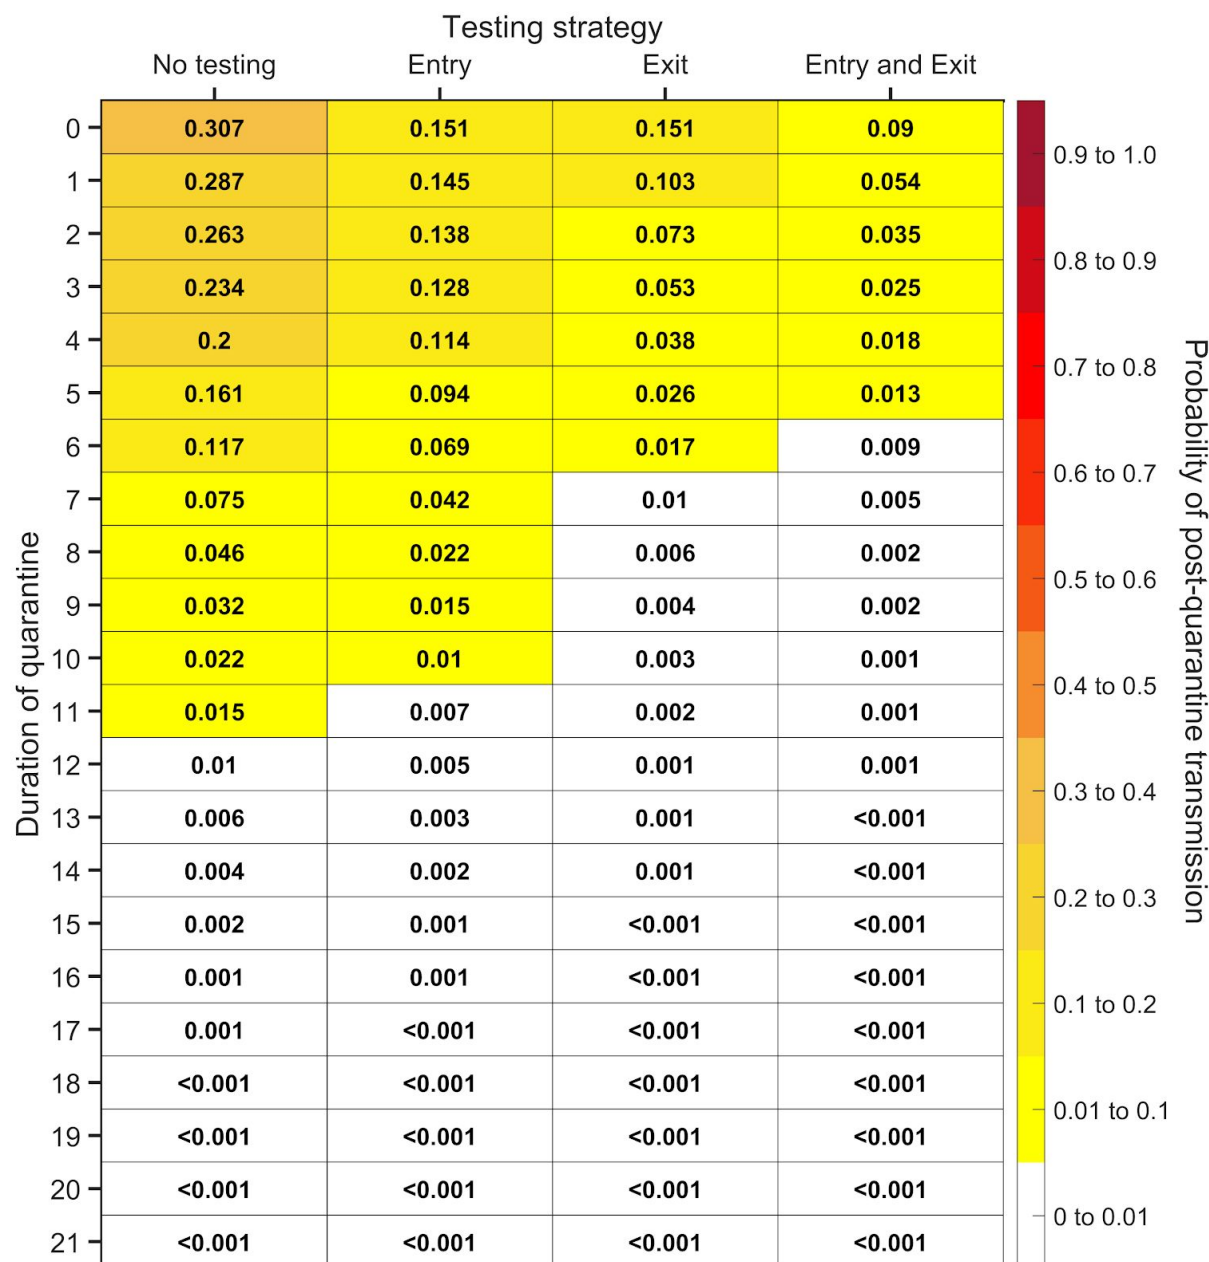 Testing strategy
No testing Entry Exit Entry and Exit
0 0.307 0.151 0.151 0.09
1 0.287 0.145 0.103 0.054
2 0.263 0.138 0.073 0.035
3 0.234 0.128 0.053 0.025
4 0.2 0.114 0.038 0.018
5 0.161 0.094 0.026 0.013
6 0.117 0.069 0.017 0.009
7 0.075 0.042 0.01 0.005
8 0.046 0.022 0.006 0.002
9 0.032 0.015 0.004 0.002
10 0.022 0.01 0.003 0.001
11 0.015 0.007 0.002 0.001
12 0.01 0.005 0.001 0.001
13 0.006 0.003 0.001 <0.001
14 0.004 0.002 0.001 <0.001
15 0.002 0.001 <0.001 <0.001
16 0.001 0.001 <0.001 <0.001
17 0.001 <0.001 <0.001 <0.001
18 <0.001 <0.001 <0.001 <0.001
19 <0.001 <0.001 <0.001 <0.001
20 <0.001 <0.001 <0.001 <0.001
21 <0.001 <0.001 <0.001 <0.001
Duration of quarantine
0.9 to 1.0
0.8 to 0.9
0.7 to 0.8
0.6 to 0.7
0.5 to 0.6
0.4 to 0.5
0.3 to 0.4
0.2 to 0.3
0.1 to 0.2
0.01 to 0.1
0 to 0.01
Probability of post-quarantine transmission